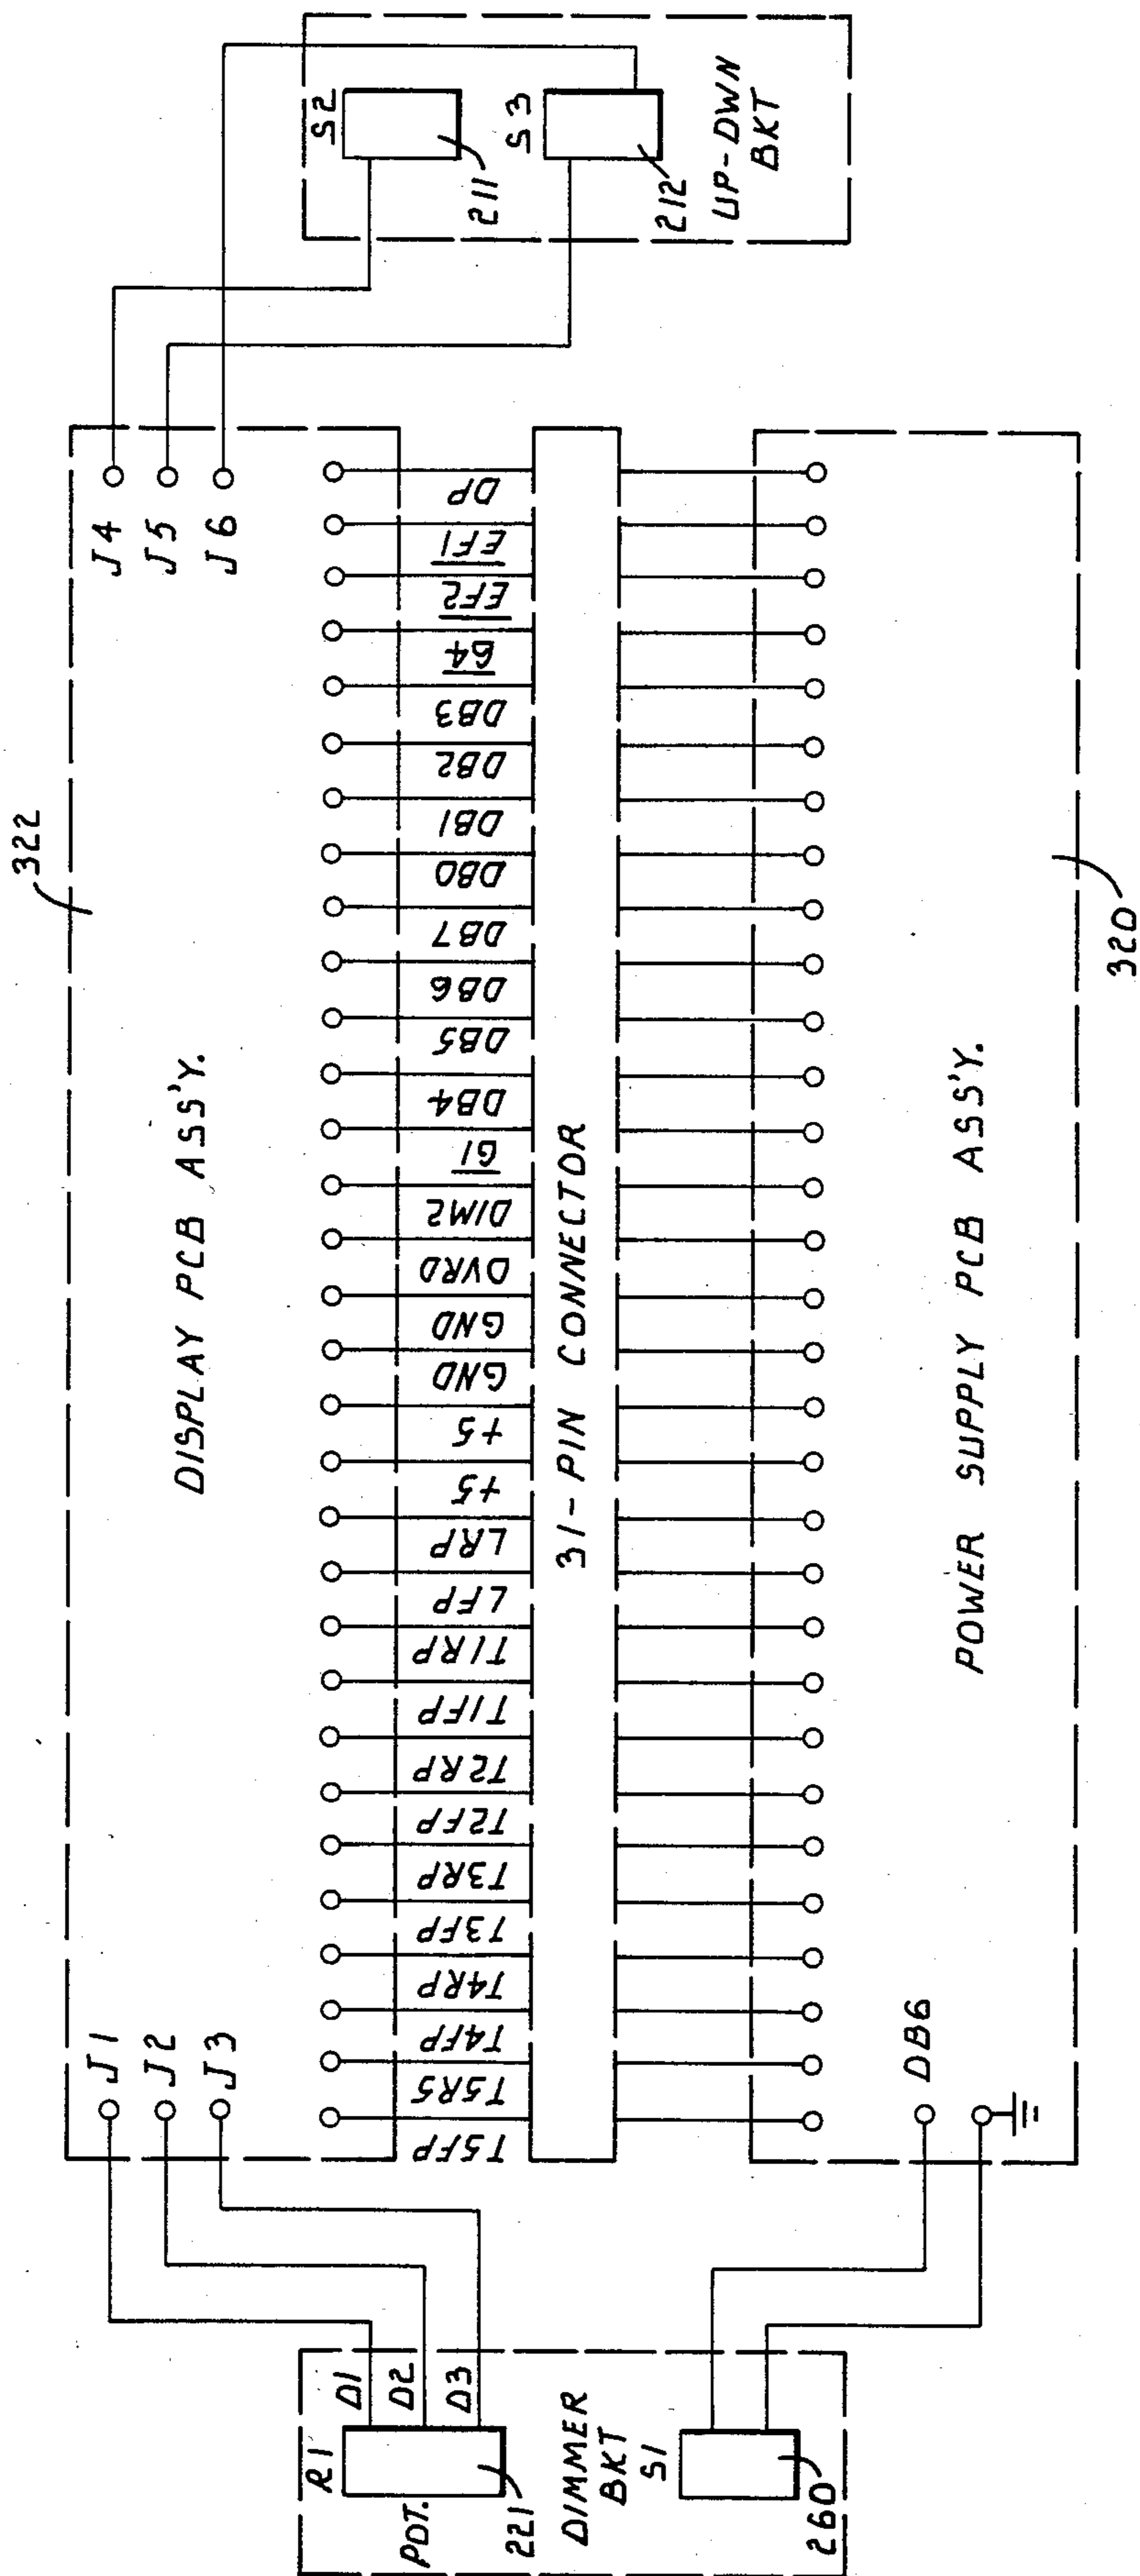 322
DISPLAY PCB ASS'Y.
J1
J2
J3
J4
J5
J6
R1
D1
D2
D3
POT.
221
DIMMER
BKT
S1
260
S2
211
S3
212
UP-DWN
BKT
T5FP
T5R5
T4FP
T4RP
T3FP
T3RP
T2FP
T2RP
T1FP
T1RP
LFP
LRP
+5
+5
GND
GND
DVRD
DIM2
G1
DB4
DB5
DB6
DB7
DB0
DB1
DB2
DB3
G4
EF2
EF1
DP
31-PIN CONNECTOR
DB6
POWER SUPPLY PCB ASS'Y.
320